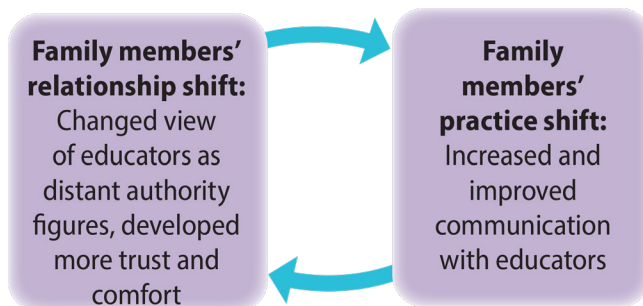 Family members’
relationship shift:
Changed view
of educators as
distant authority
figures, developed
more trust and
comfort
Family
members’
practice shift:
Increased and
improved
communication
with educators